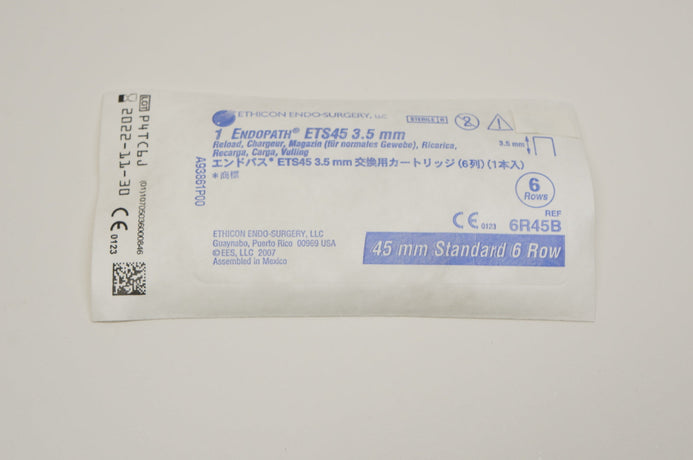 ETHICON ENDO-SURGERY, LLC
STERILE R
1 ENDOPATH® ETS45 3.5 mm
Reload, Chargeur, Magazin (für normales Gewebe), Ricarica,
Recarga, Carga, Vulling
エンドパス® ETS45 3.5 mm 交換用カートリッジ (6列) (1本入)
*商標
3.5 mm
6
Rows
REF
CE 0123 6R45B
45 mm Standard 6 Row
ETHICON ENDO-SURGERY, LLC
Guaynabo, Puerto Rico 00969 USA
©EES, LLC 2007
Assembled in Mexico
A93861P00
LOT P4TC6J
2022-11-30
CE 0123